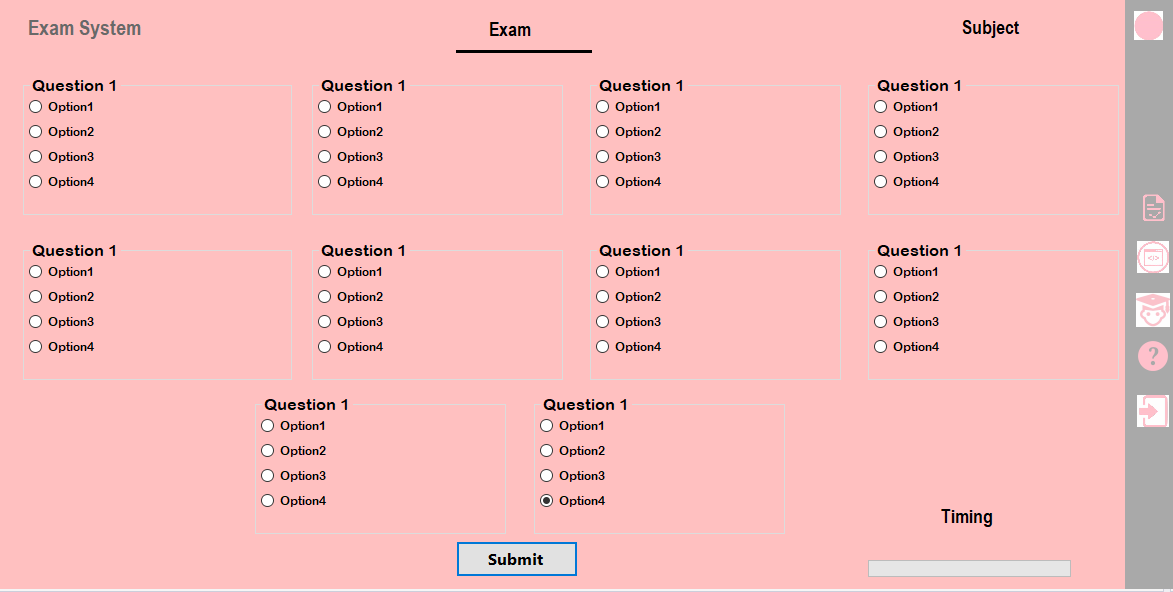 Exam System
Exam
Subject
Question 1
Option1
Option2
Option3
Option4
Question 1
Option1
Option2
Option3
Option4
Question 1
Option1
Option2
Option3
Option4
Question 1
Option1
Option2
Option3
Option4
Question 1
Option1
Option2
Option3
Option4
Question 1
Option1
Option2
Option3
Option4
Question 1
Option1
Option2
Option3
Option4
Question 1
Option1
Option2
Option3
Option4
Question 1
Option1
Option2
Option3
Option4
Question 1
Option1
Option2
Option3
Option4
Timing
Submit